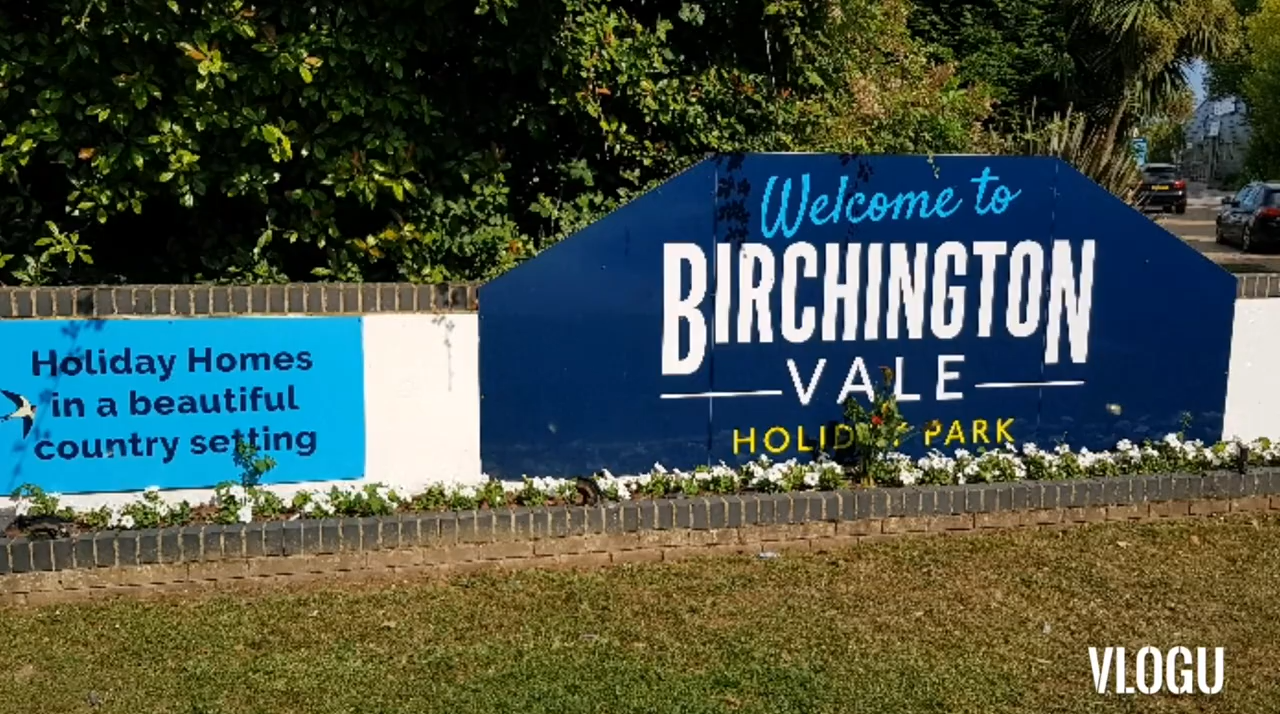 Holiday Homes
in a beautiful
country setting
Welcome to
BIRCHINGTON
VALE
HOLIDAY PARK
VLOGU